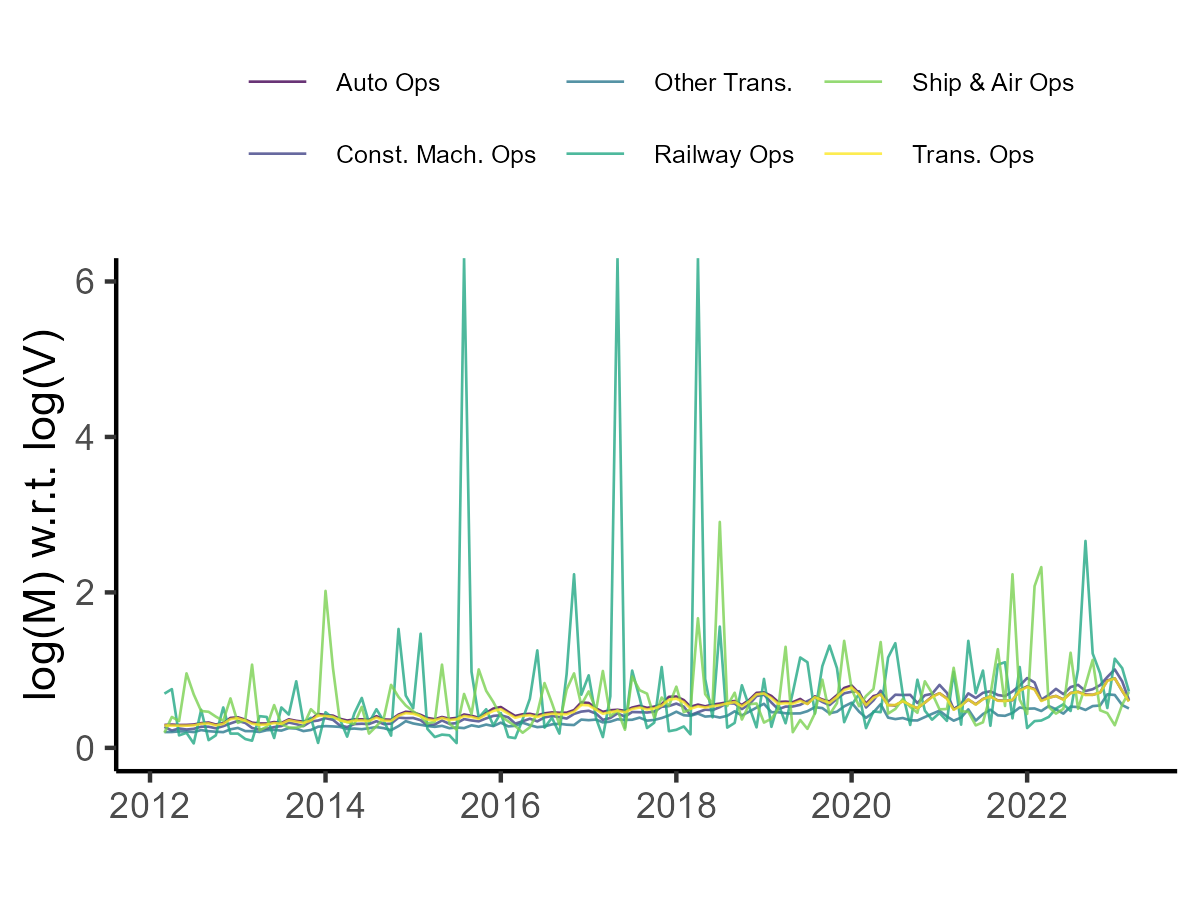 Auto Ops
Other Trans.
Ship & Air Ops
Const. Mach. Ops
Railway Ops
Trans. Ops
log(M) w.r.t. log(V)
6
4
2
0
2012
2014
2016
2018
2020
2022